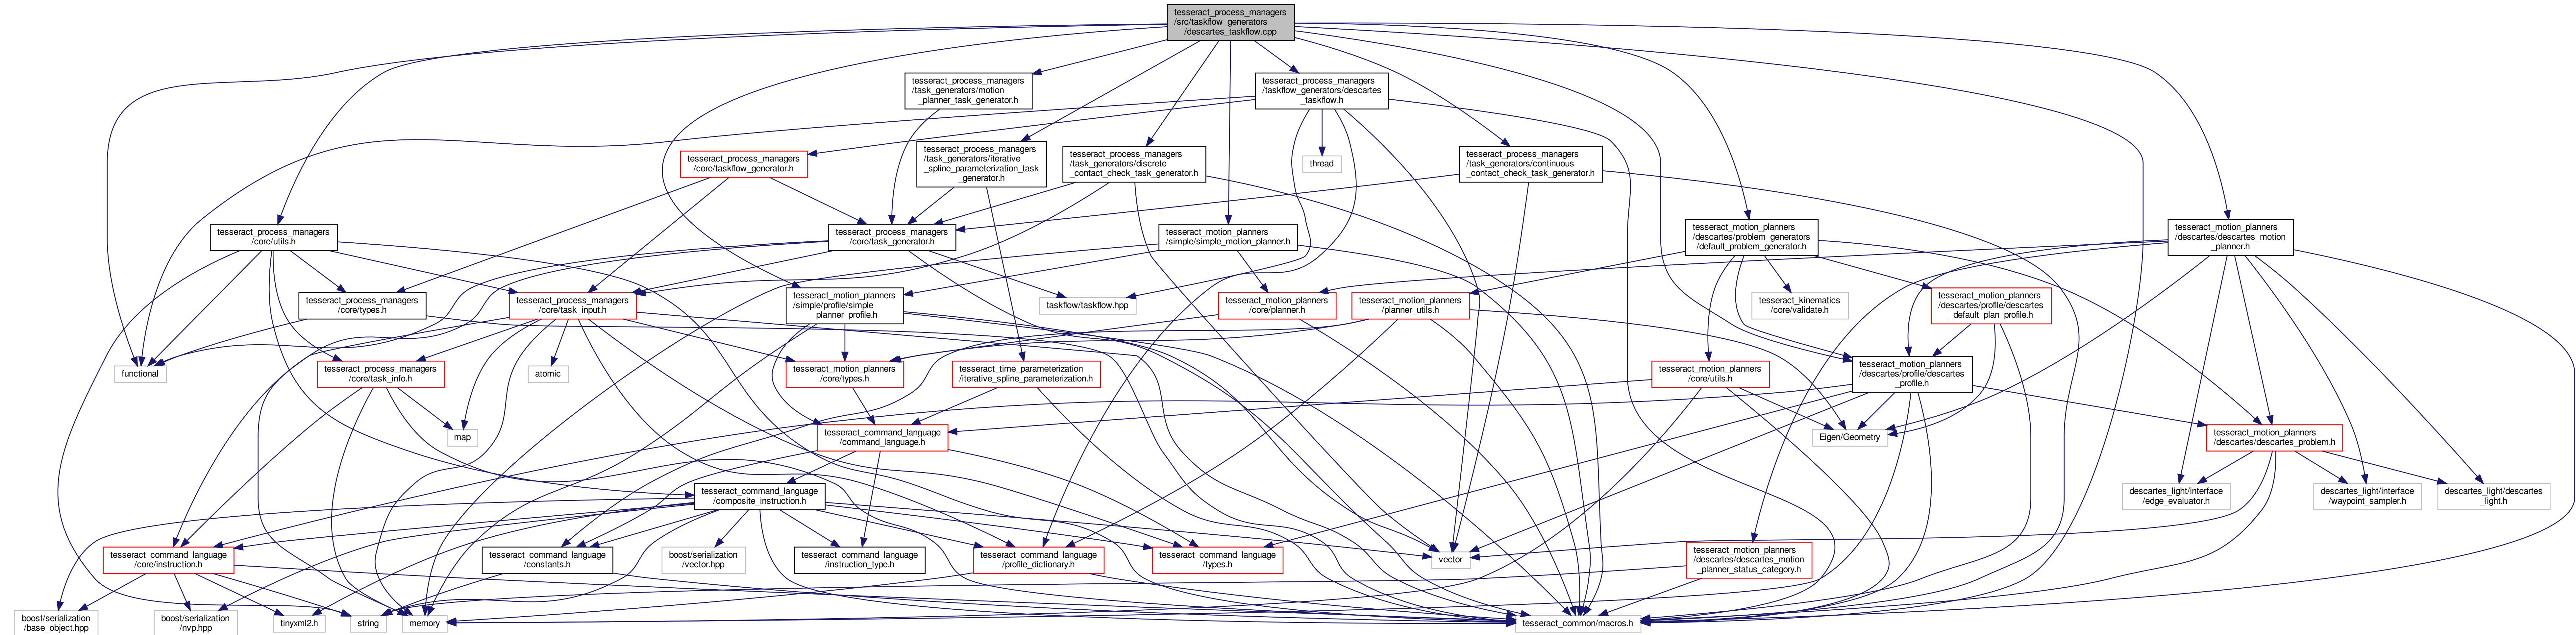 tesseract_process_managers
/src/taskflow_generators
/descartes_taskflow.cpp
tesseract_process_managers
/task_generators/motion
_planner_task_generator.h
tesseract_process_managers
/taskflow_generators/descartes
_taskflow.h
tesseract_process_managers
/core/taskflow_generator.h
tesseract_process_managers
/task_generators/iterative
_spline_parameterization_task
_generator.h
tesseract_process_managers
/task_generators/discrete
_contact_check_task_generator.h
thread
tesseract_process_managers
/task_generators/continuous
_contact_check_task_generator.h
tesseract_process_managers
/core/utils.h
tesseract_process_managers
/core/task_generator.h
tesseract_motion_planners
/simple/simple_motion_planner.h
tesseract_motion_planners
/descartes/problem_generators
/default_problem_generator.h
tesseract_motion_planners
/descartes/descartes_motion
_planner.h
tesseract_process_managers
/core/types.h
tesseract_process_managers
/core/task_input.h
tesseract_motion_planners
/simple/profile/simple
_planner_profile.h
taskflow/taskflow.hpp
tesseract_motion_planners
/core/planner.h
tesseract_motion_planners
/planner_utils.h
tesseract_kinematics
/core/validate.h
tesseract_motion_planners
/descartes/profile/descartes
_default_plan_profile.h
functional
tesseract_process_managers
/core/task_info.h
atomic
tesseract_motion_planners
/core/types.h
tesseract_time_parameterization
/iterative_spline_parameterization.h
tesseract_motion_planners
/core/utils.h
tesseract_motion_planners
/descartes/profile/descartes
_profile.h
map
tesseract_command_language
/command_language.h
Eigen/Geometry
tesseract_motion_planners
/descartes/descartes_problem.h
tesseract_command_language
/composite_instruction.h
descartes_light/interface
/edge_evaluator.h
descartes_light/interface
/waypoint_sampler.h
descartes_light/descartes
_light.h
tesseract_command_language
/core/instruction.h
tesseract_command_language
/constants.h
boost/serialization
/vector.hpp
tesseract_command_language
/instruction_type.h
tesseract_command_language
/profile_dictionary.h
tesseract_command_language
/types.h
vector
tesseract_motion_planners
/descartes/descartes_motion
_planner_status_category.h
boost/serialization
/base_object.hpp
boost/serialization
/nvp.hpp
tinyxml2.h
string
memory
tesseract_common/macros.h